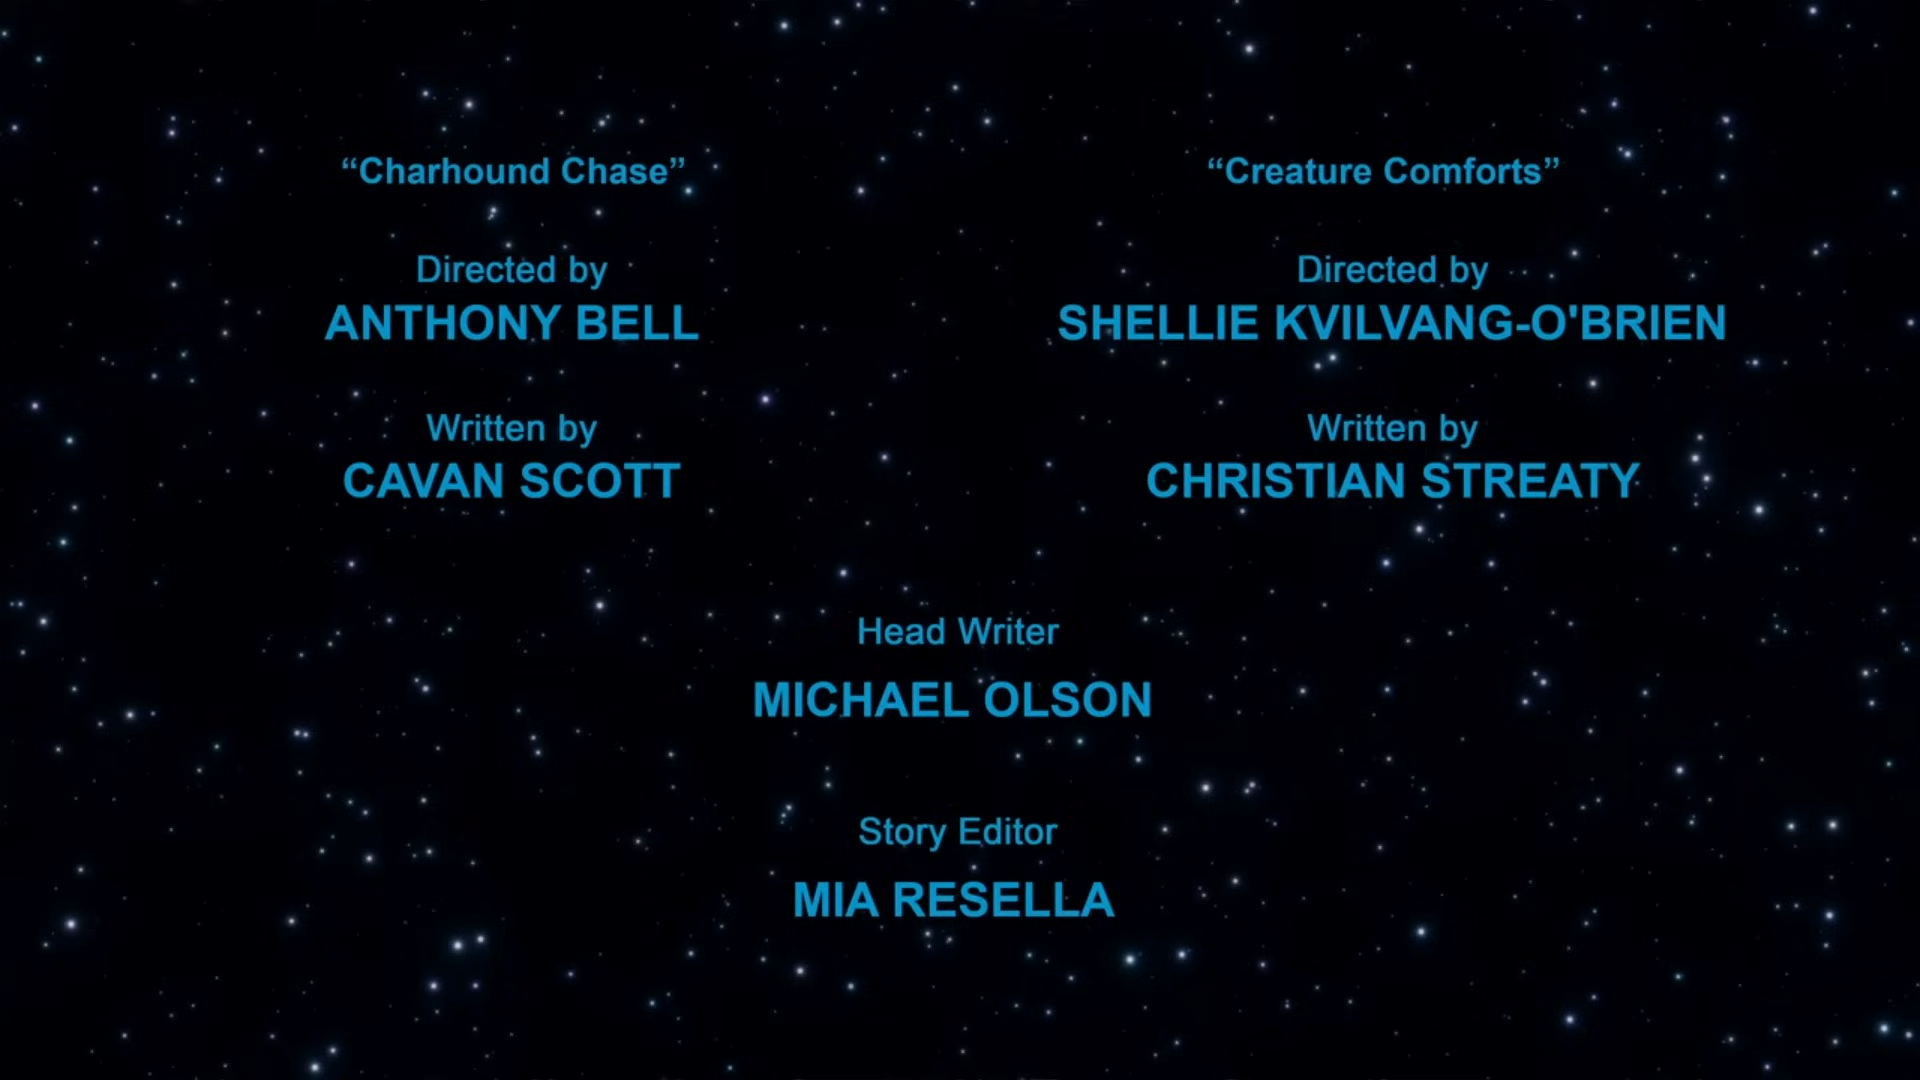 “Charhound Chase”
Directed by
ANTHONY BELL
Written by
CAVAN SCOTT
“Creature Comforts”
Directed by
SHELLIE KVILVANG-O'BRIEN
Written by
CHRISTIAN STREATY
Head Writer
MICHAEL OLSON
Story Editor
MIA RESELLA